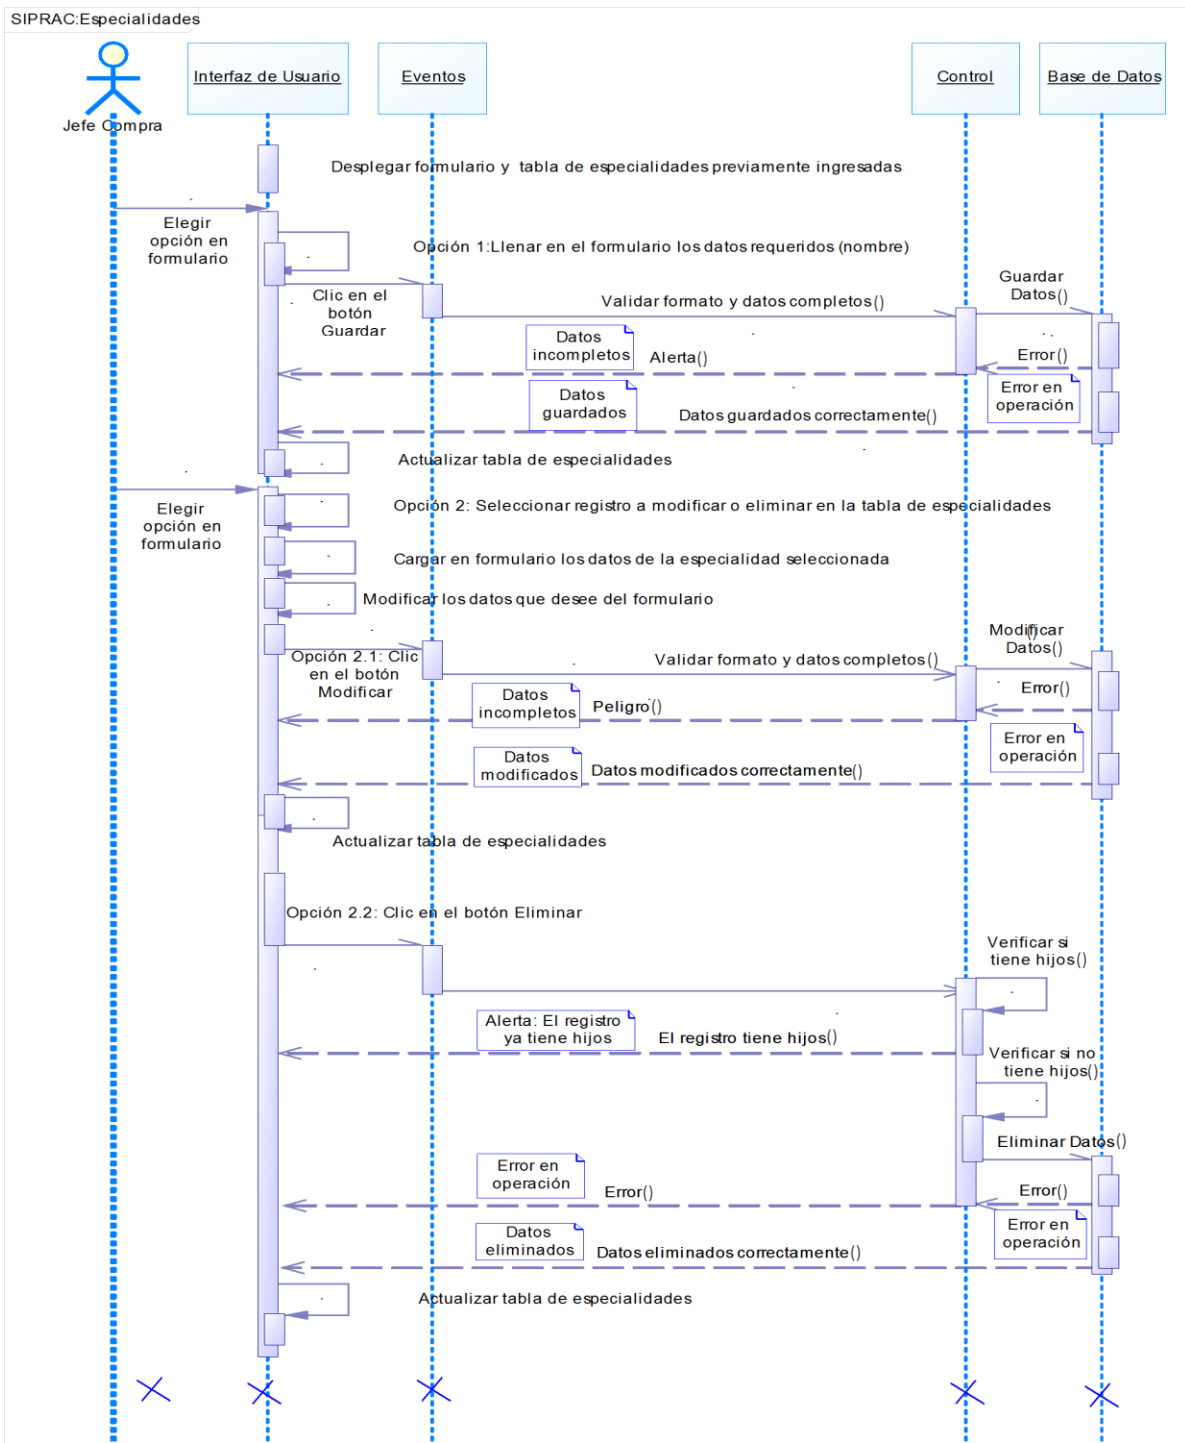 SIPRAC:Especialidades
Jefe Compra
Interfaz de Usuario
Eventos
Control
Base de Datos
Desplegar formulario y tabla de especialidades previamente ingresadas
Elegir
opción en
formulario
Opción 1:Llenar en el formulario los datos requeridos (nombre)
Clic en el
botón
Guardar
Validar formato y datos completos()
Guardar
Datos()
Datos
incompletos
Alerta()
Error()
Error en
operación
Datos
guardados
Datos guardados correctamente()
Actualizar tabla de especialidades
Elegir
opción en
formulario
Opción 2: Seleccionar registro a modificar o eliminar en la tabla de especialidades
Cargar en formulario los datos de la especialidad seleccionada
Modificar los datos que desee del formulario
Opción 2.1: Clic
en el botón
Modificar
Validar formato y datos completos()
Modificar
Datos()
()
Datos
incompletos
Peligro()
Error()
Error en
operación
Datos
modificados
Datos modificados correctamente()
Actualizar tabla de especialidades
Opción 2.2: Clic en el botón Eliminar
Verificar si
tiene hijos()
Alerta: El registro
ya tiene hijos
El registro tiene hijos()
Verificar si no
tiene hijos()
Eliminar Datos()
Error en
operación
Error()
Error()
Error en
operación
Datos
eliminados
Datos eliminados correctamente()
Actualizar tabla de especialidades